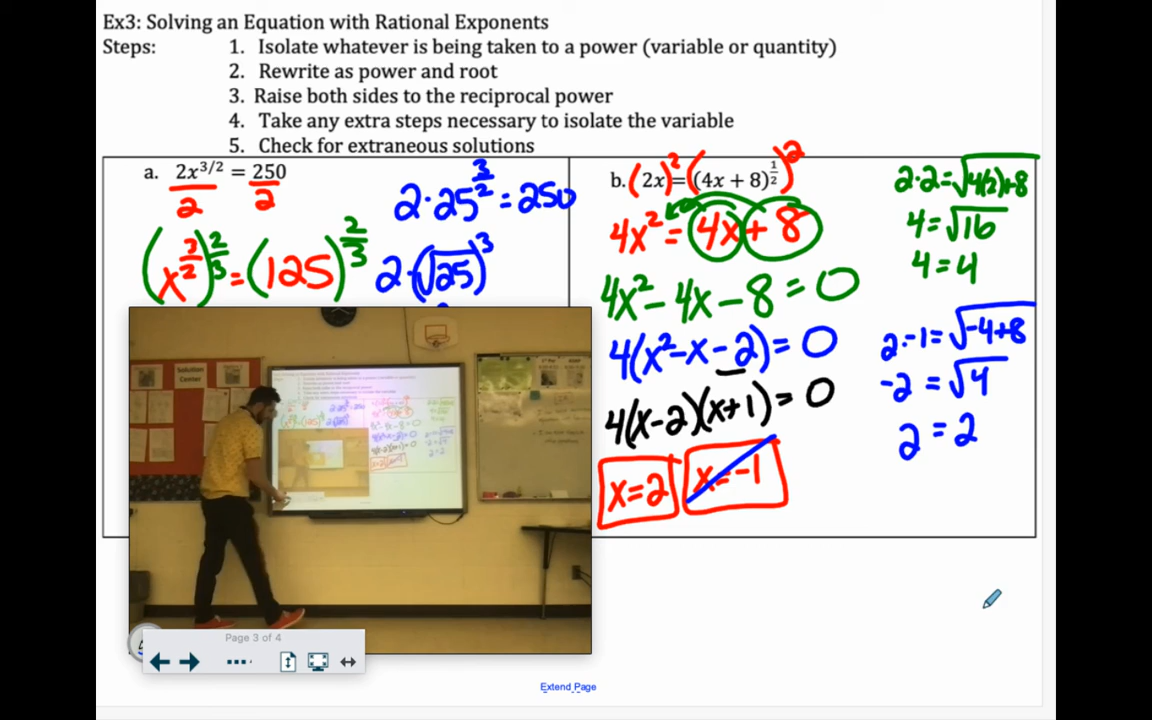 Ex3: Solving an Equation with Rational Exponents
Steps: 1. Isolate whatever is being taken to a power (variable or quantity)
2. Rewrite as power and root
3. Raise both sides to the reciprocal power
4. Take any extra steps necessary to isolate the variable
5. Check for extraneous solutions
a. 2x^{3/2} = 250
2 2
(x^{3/2})^{2/3} = (125)^{2/3}
2·25^{3/2} = 250
2·(√25)^3
b. (2x)^2 = ((4x + 8)^{1/2})^2
4x² = 4x + 8
4x² - 4x - 8 = 0
4(x² - x - 2) = 0
4(x-2)(x+1) = 0
x=2 x=-1
2·2 = √4(2)+8
4 = √16
4 = 4
2·-1 = √-4+8
-2 = √4
2 = 2
Solution
Center
Page 3 of 4
Extend Page